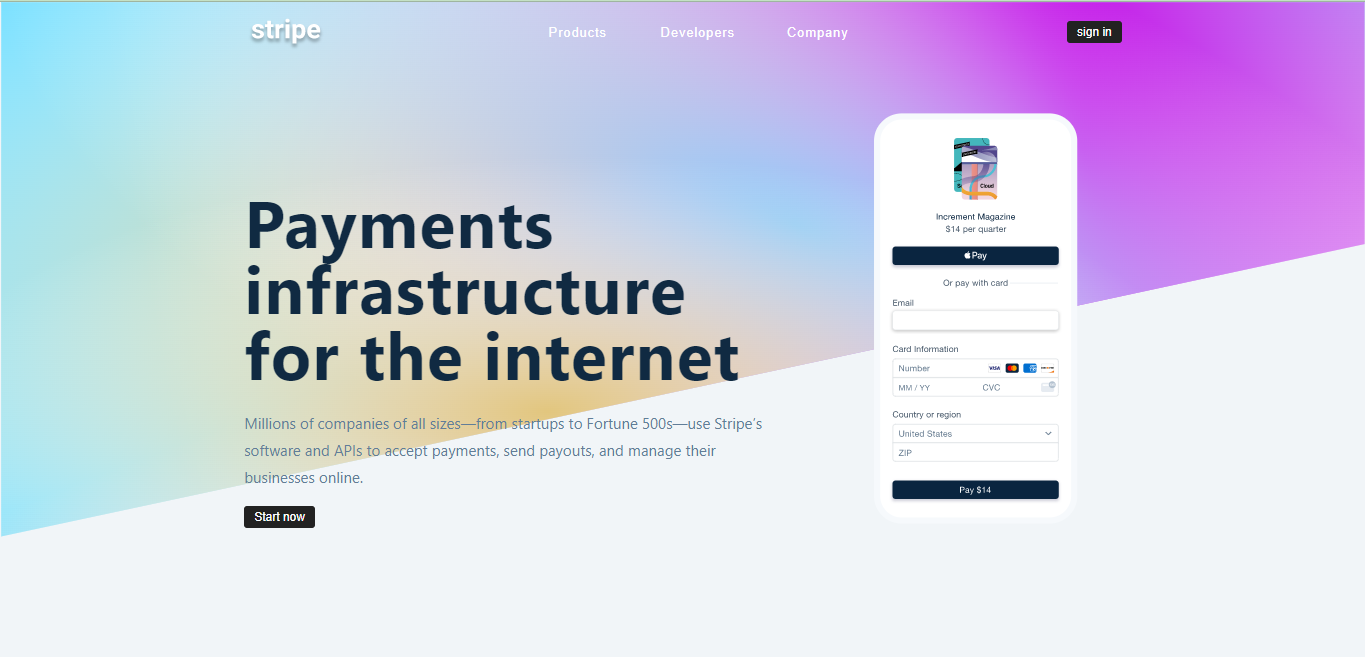 stripe
Products
Developers
Company
sign in
Payments
infrastructure
for the internet
Millions of companies of all sizes—from startups to Fortune 500s—use Stripe’s
software and APIs to accept payments, send payouts, and manage their
businesses online.
Start now
Cloud
Increment Magazine
$14 per quarter
Pay
Or pay with card
Email
Card Information
Number
VISA
MM / YY
CVC
Country or region
United States
ZIP
Pay $14